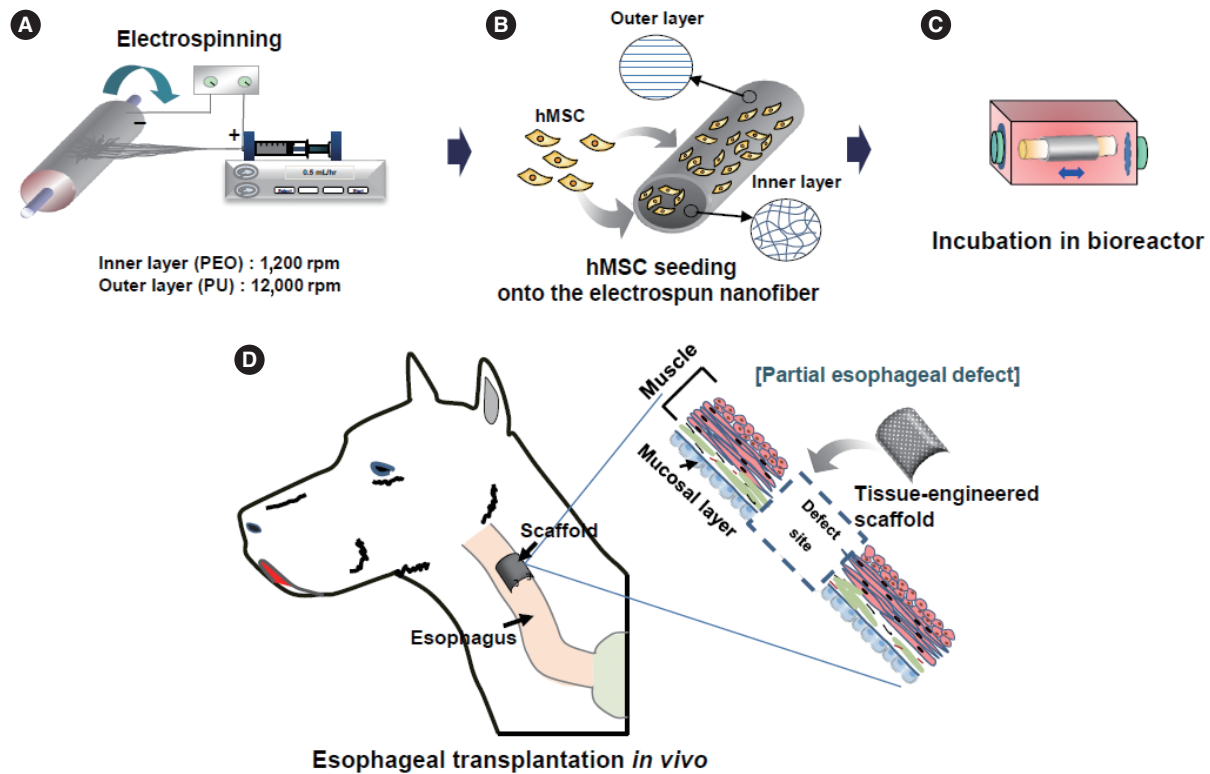 A
Electrospinning
−
+
0.5 mL/hr
Select
Start
Inner layer (PEO) : 1,200 rpm
Outer layer (PU) : 12,000 rpm
B
Outer layer
hMSC
Inner layer
hMSC seeding
onto the electrospun nanofiber
C
Incubation in bioreactor
D
Muscle
[Partial esophageal defect]
Mucosal layer
Defect
site
Tissue-engineered
scaffold
Scaffold
Esophagus
Esophageal transplantation in vivo